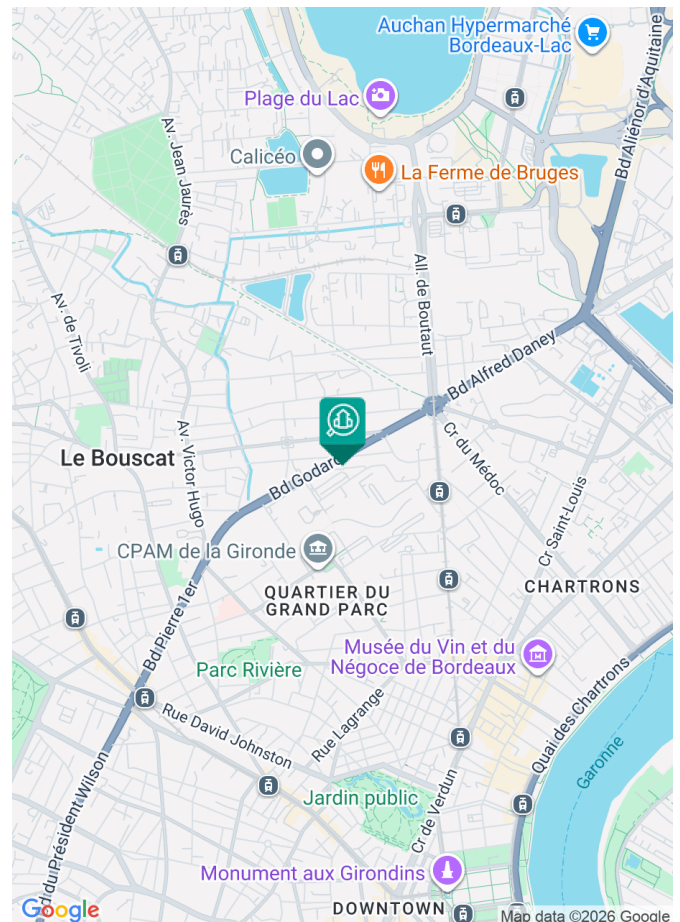 Auchan Hypermarché
Bordeaux-Lac
Plage du Lac
Bd Aliénor d'Aquitaine
Av. Jean Jaurès
Calicéo
La Ferme de Bruges
All. de Boutaut
Av. de Tivoli
Bd Alfred Daney
Cr du Médoc
Le Bouscat
Av. Victor Hugo
Bd Godard
Cr Saint-Louis
CPAM de la Gironde
QUARTIER DU
GRAND PARC
CHARTRONS
Bd Pierre 1er
Musée du Vin et du
Négoce de Bordeaux
Parc Rivière
Rue Lagrange
Quai des Chartrons
Garonne
Rue David Johnston
Jardin public
Cr de Verdun
d du Président Wilson
Monument aux Girondins
DOWNTOWN
Google
Map data ©2026 Google